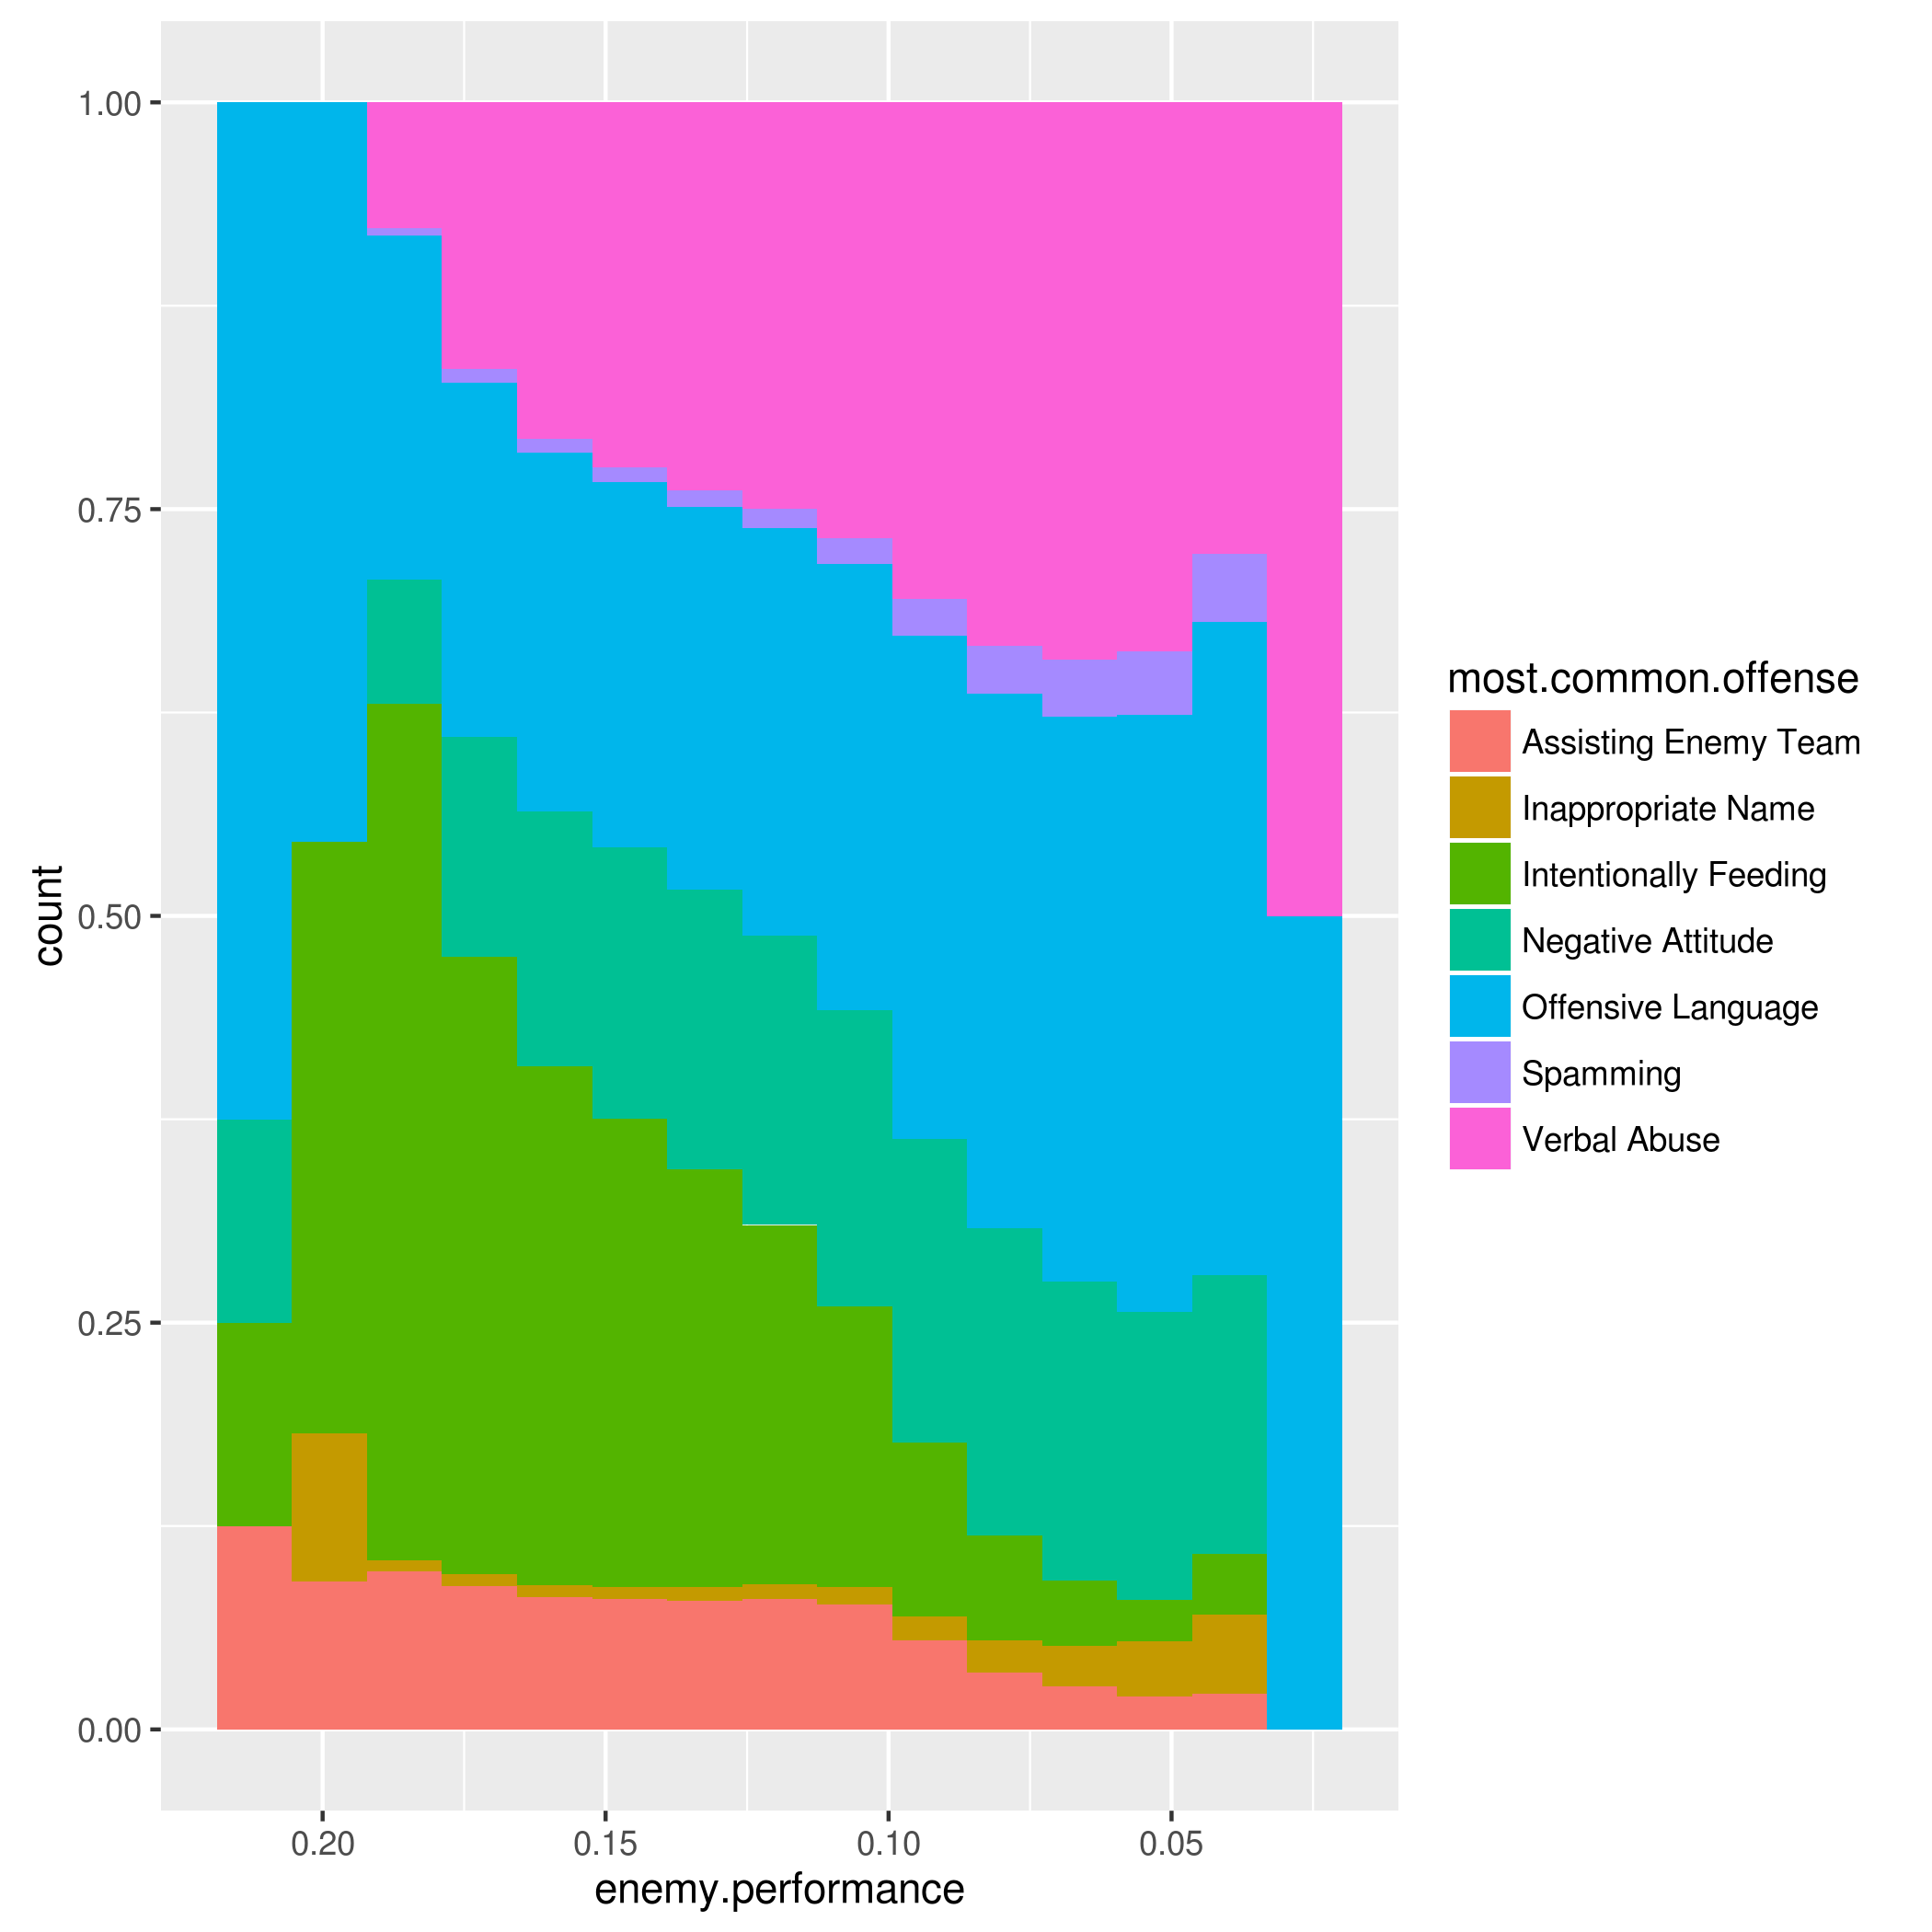 1.00
0.75
0.50
0.25
0.00
count
0.20 0.15 0.10 0.05
enemy.performance
most.common.offense
Assisting Enemy Team
Inappropriate Name
Intentionally Feeding
Negative Attitude
Offensive Language
Spamming
Verbal Abuse